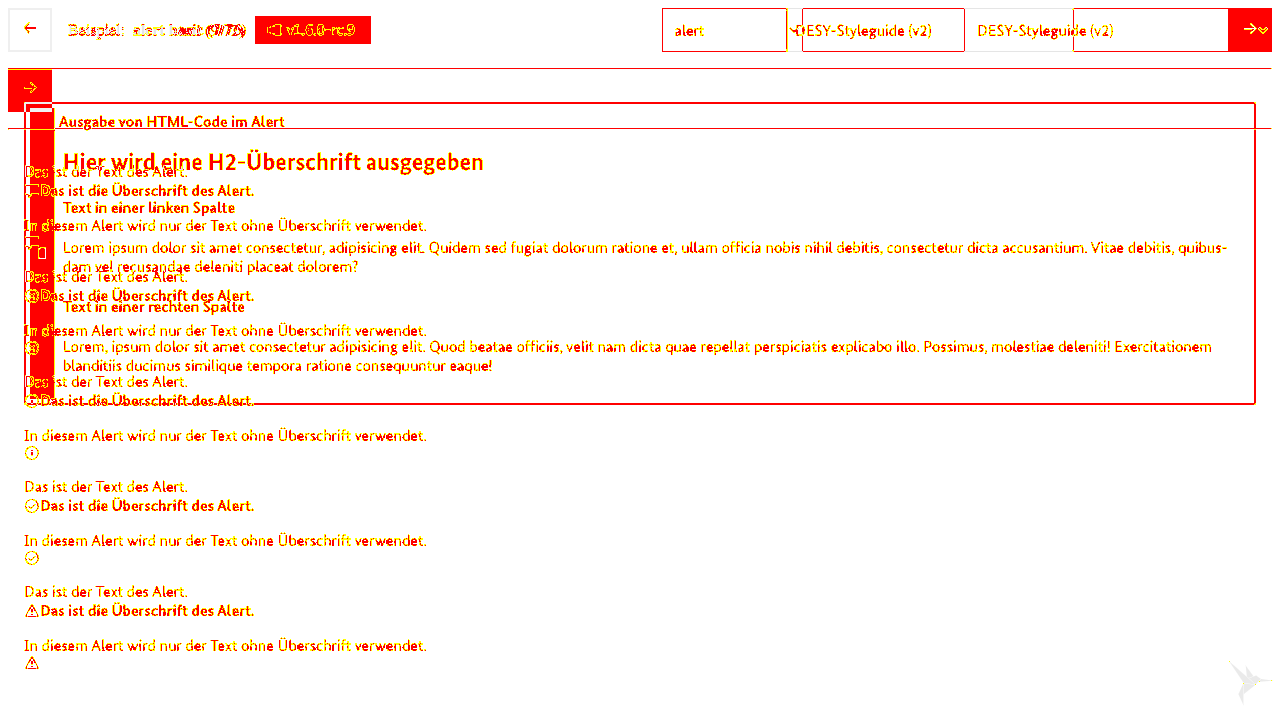 Beispiel: alert
v1.6.0-rc.9
alert
DESY-Styleguide (v2)
DESY-Styleguide (v2)
Ausgabe von HTML-Code im Alert
Hier wird eine H2-Überschrift ausgegeben
Das ist der Text des Alert.
Das ist die Überschrift des Alert.
Text in einer linken Spalte
In diesem Alert wird nur der Text ohne Überschrift verwendet.
Lorem ipsum dolor sit amet consectetur, adipisicing elit. Quidem sed fugiat dolorum ratione et, ullam officia nobis nihil debitis, consectetur dicta accusantium. Vitae debitis, quibus-
dam vel recusandae deleniti placeat dolorem?
Das ist der Text des Alert.
Das ist die Überschrift des Alert.
Text in einer rechten Spalte
In diesem Alert wird nur der Text ohne Überschrift verwendet.
Lorem, ipsum dolor sit amet consectetur adipisicing elit. Quod beatae officiis, velit nam dicta quae repellat perspiciatis explicabo illo. Possimus, molestiae deleniti! Exercitationem
blanditiis ducimus similique tempora ratione consequuntur eaque!
Das ist der Text des Alert.
Das ist die Überschrift des Alert.
In diesem Alert wird nur der Text ohne Überschrift verwendet.
Das ist der Text des Alert.
Das ist die Überschrift des Alert.
In diesem Alert wird nur der Text ohne Überschrift verwendet.
Das ist der Text des Alert.
Das ist die Überschrift des Alert.
In diesem Alert wird nur der Text ohne Überschrift verwendet.